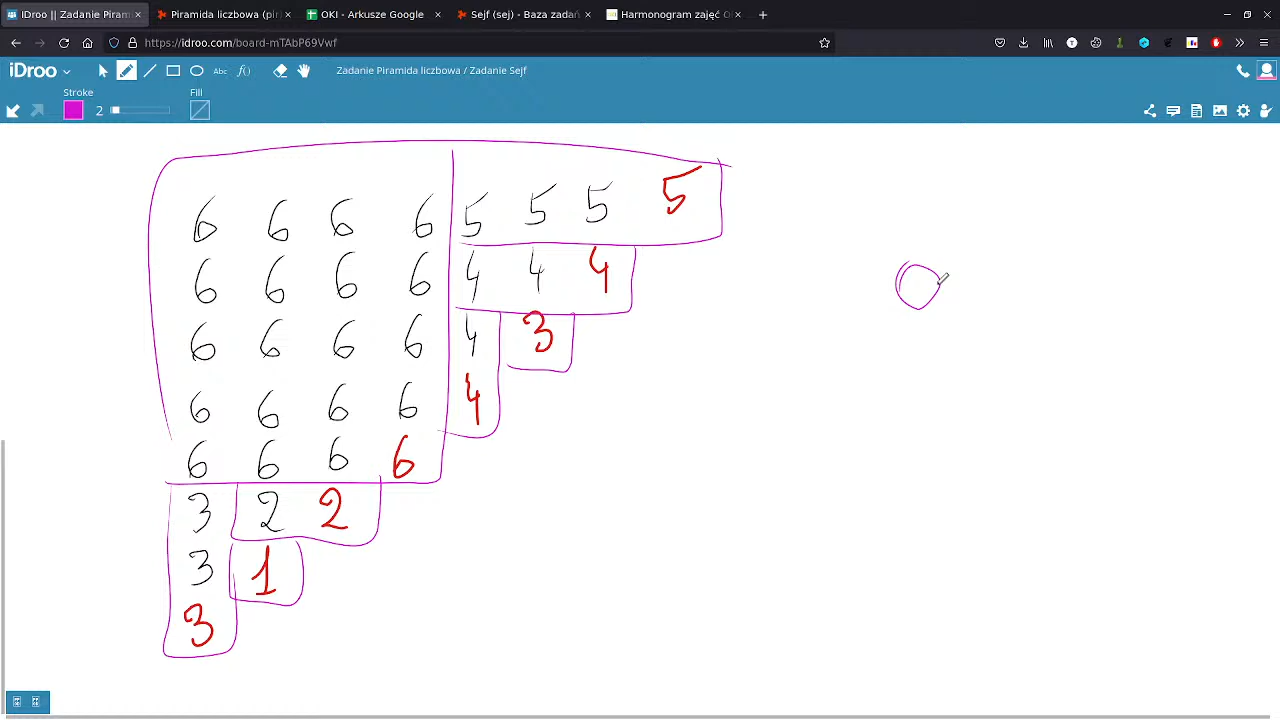 IDroo || Zadanie Piram
Piramida liczbowa (pir
OKI - Arkusze Google
Sejf (sej) - Baza zadań
Harmonogram zajęć O
https://idroo.com/board-mTAbP69Vwf
iDroo
Abc
f()
Zadanie Piramida liczbowa / Zadanie Sejf
Stroke
Fill
2
6 6 6 6 5 5 5 5
6 6 6 6 4 4 4
6 6 6 6 4 3
6 6 6 6 4
6 6 6 6
3 2 2
3 1
3